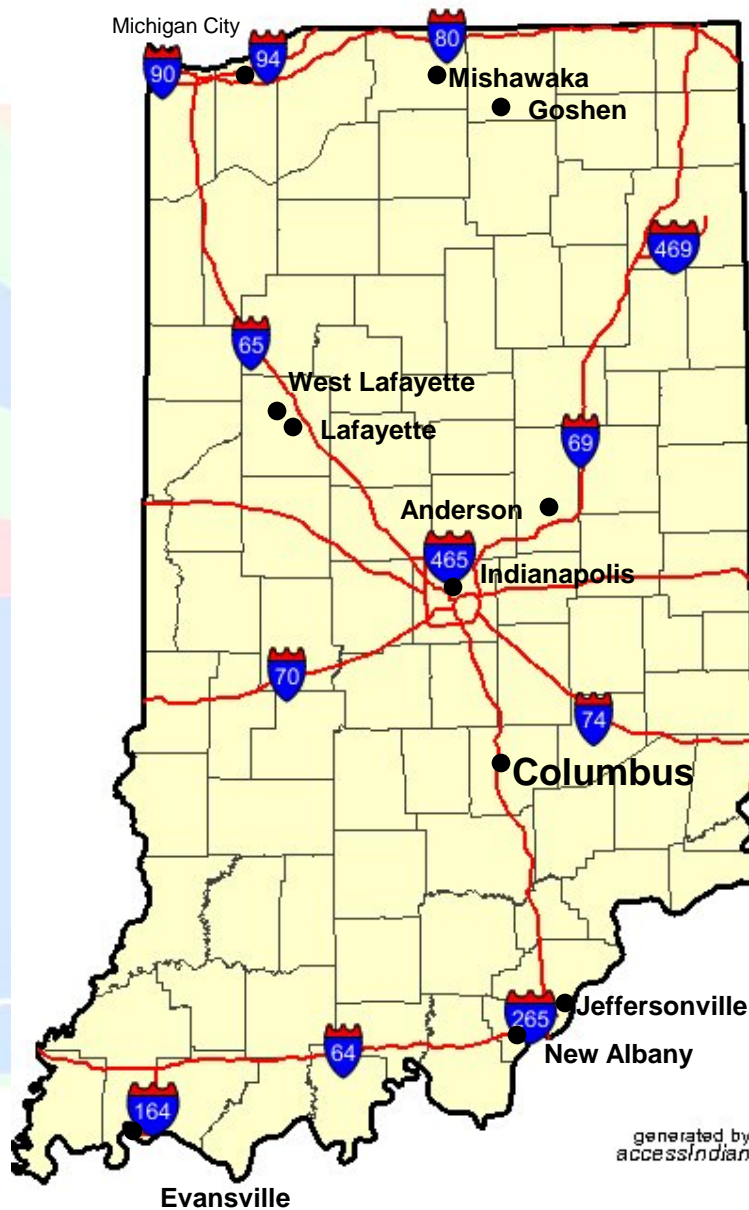 Michigan City
80
94
90
Mishawaka
Goshen
469
65
West Lafayette
Lafayette
69
Anderson
465
Indianapolis
70
74
Columbus
Jeffersonville
265
New Albany
64
164
generated by
accessIndian
Evansville